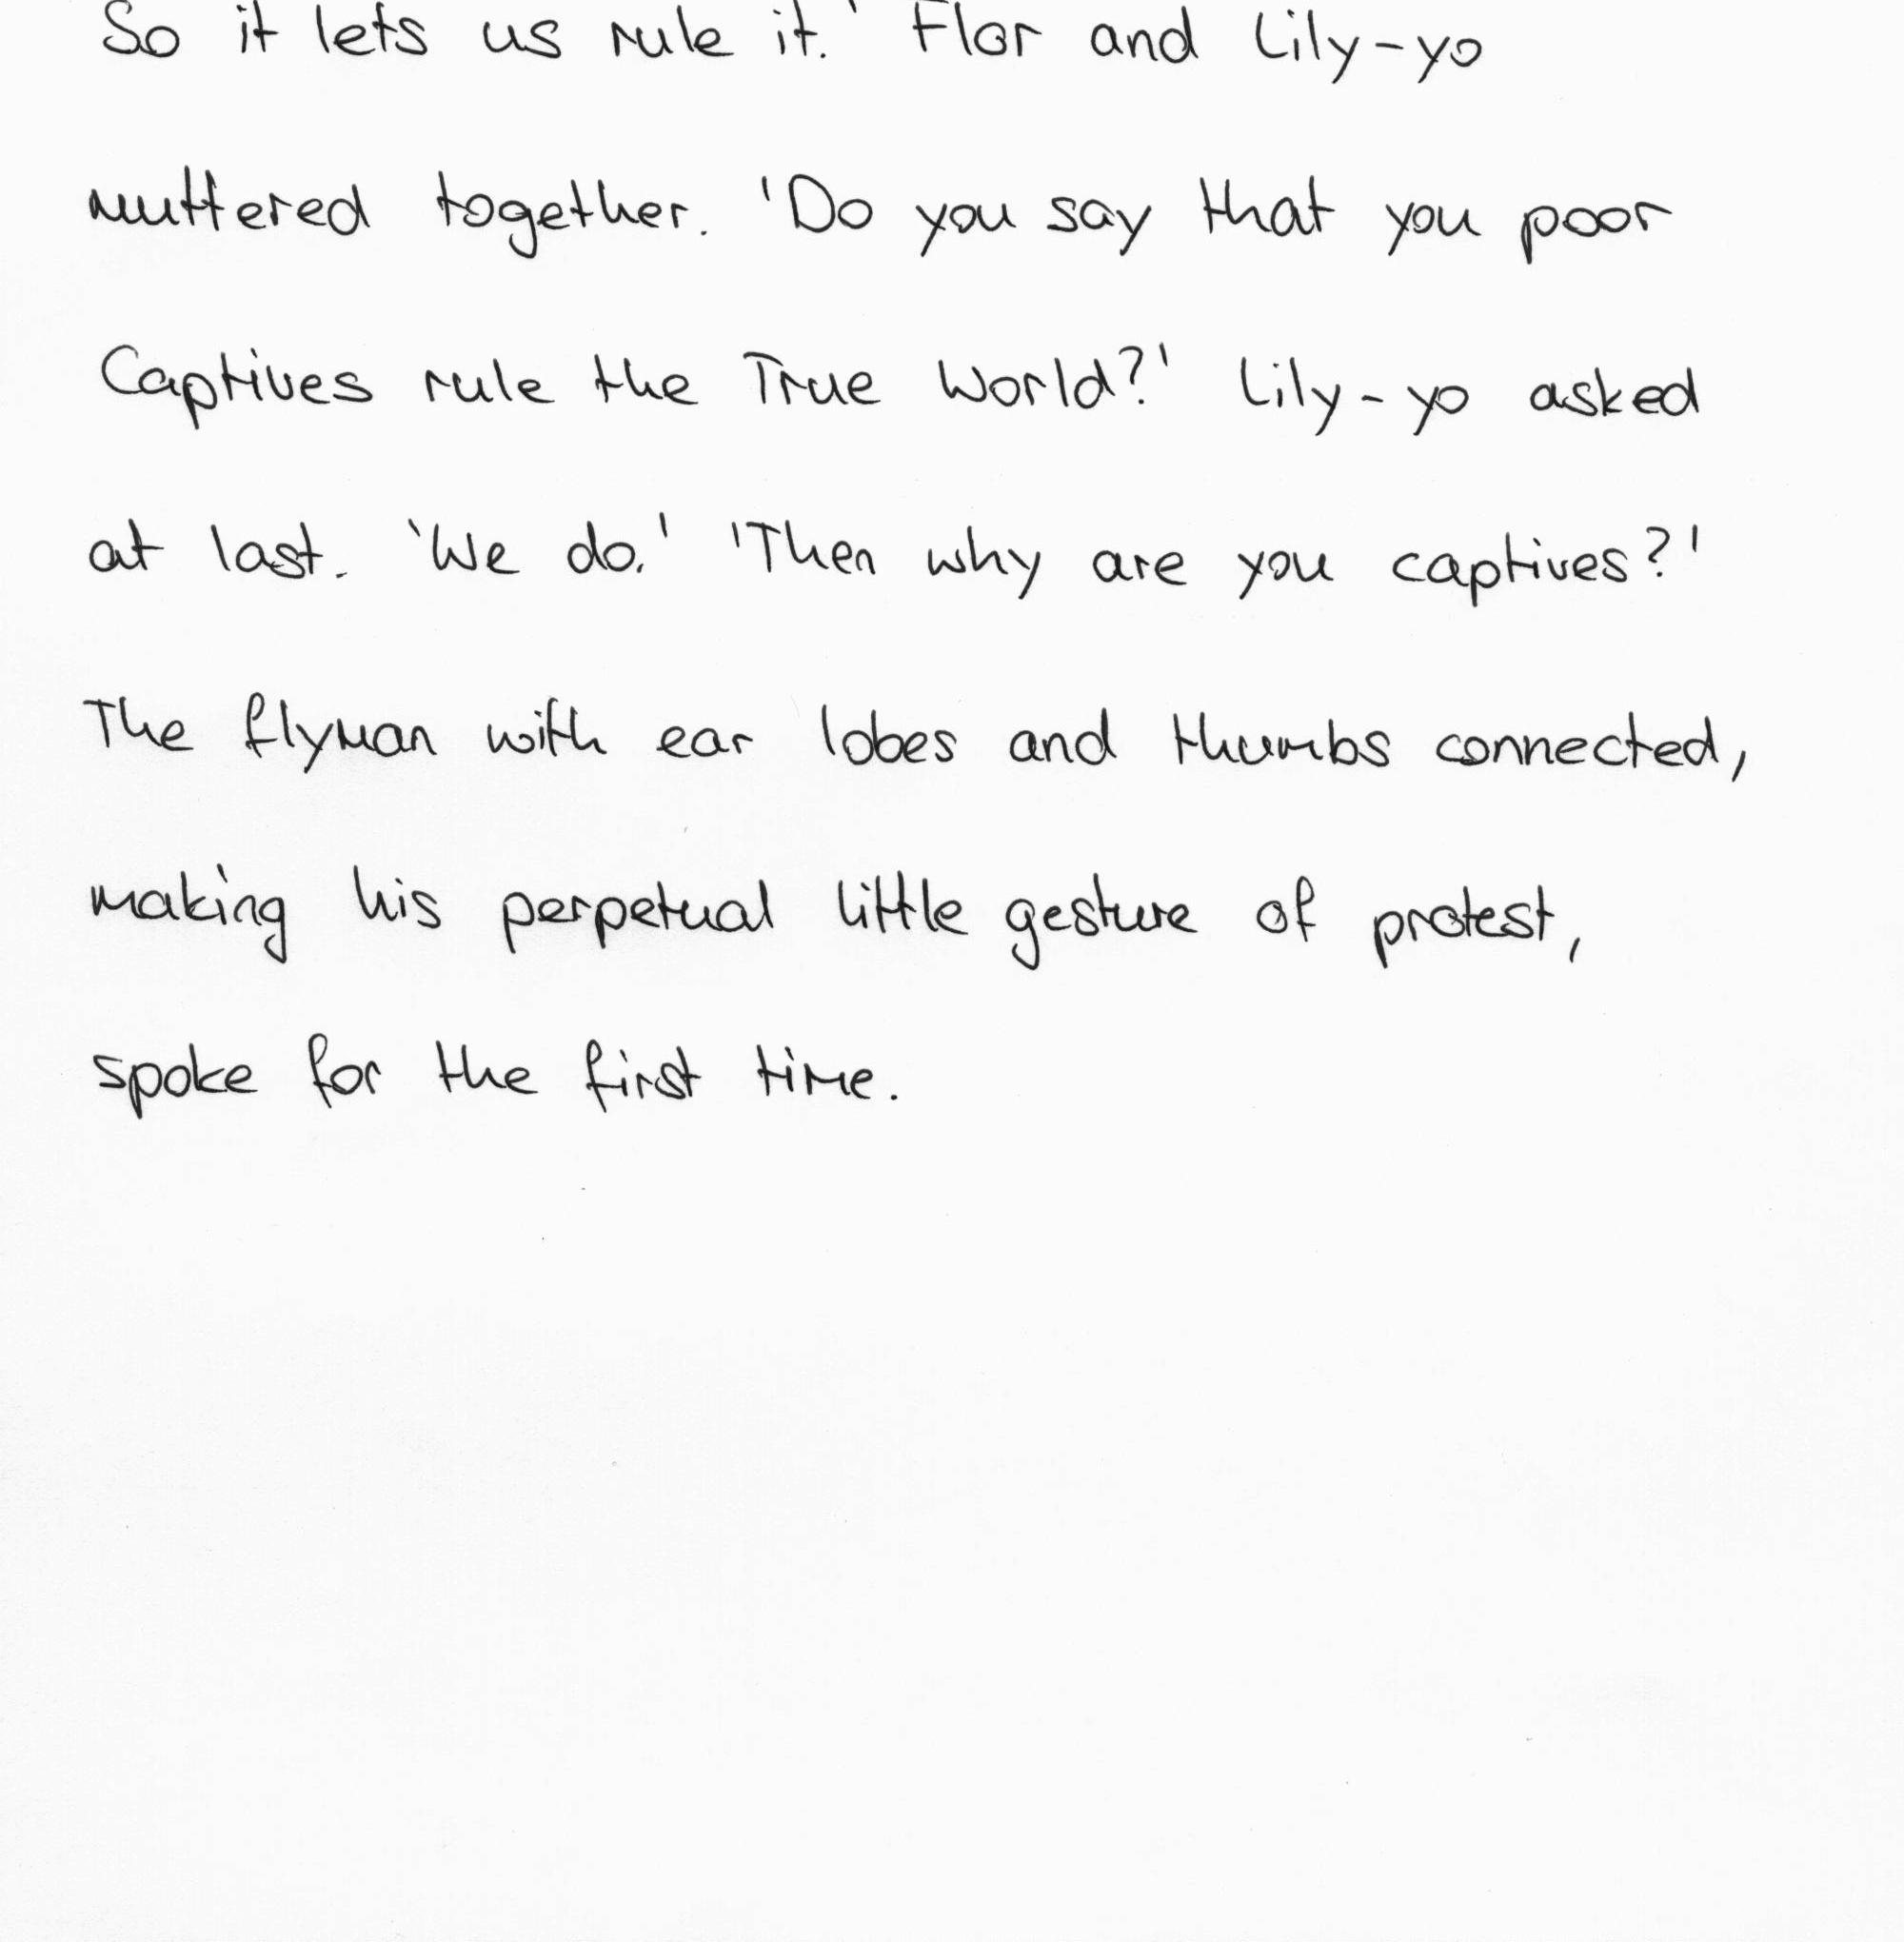 So it lets us rule it.' Flor and Lily-yo
muttered together. 'Do you say that you poor
Captives rule the True World?' Lily-yo asked
at last. 'We do.' 'Then why are you captives?'
The flyman with ear lobes and thumbs connected,
making his perpetual little gesture of protest,
spoke for the first time.